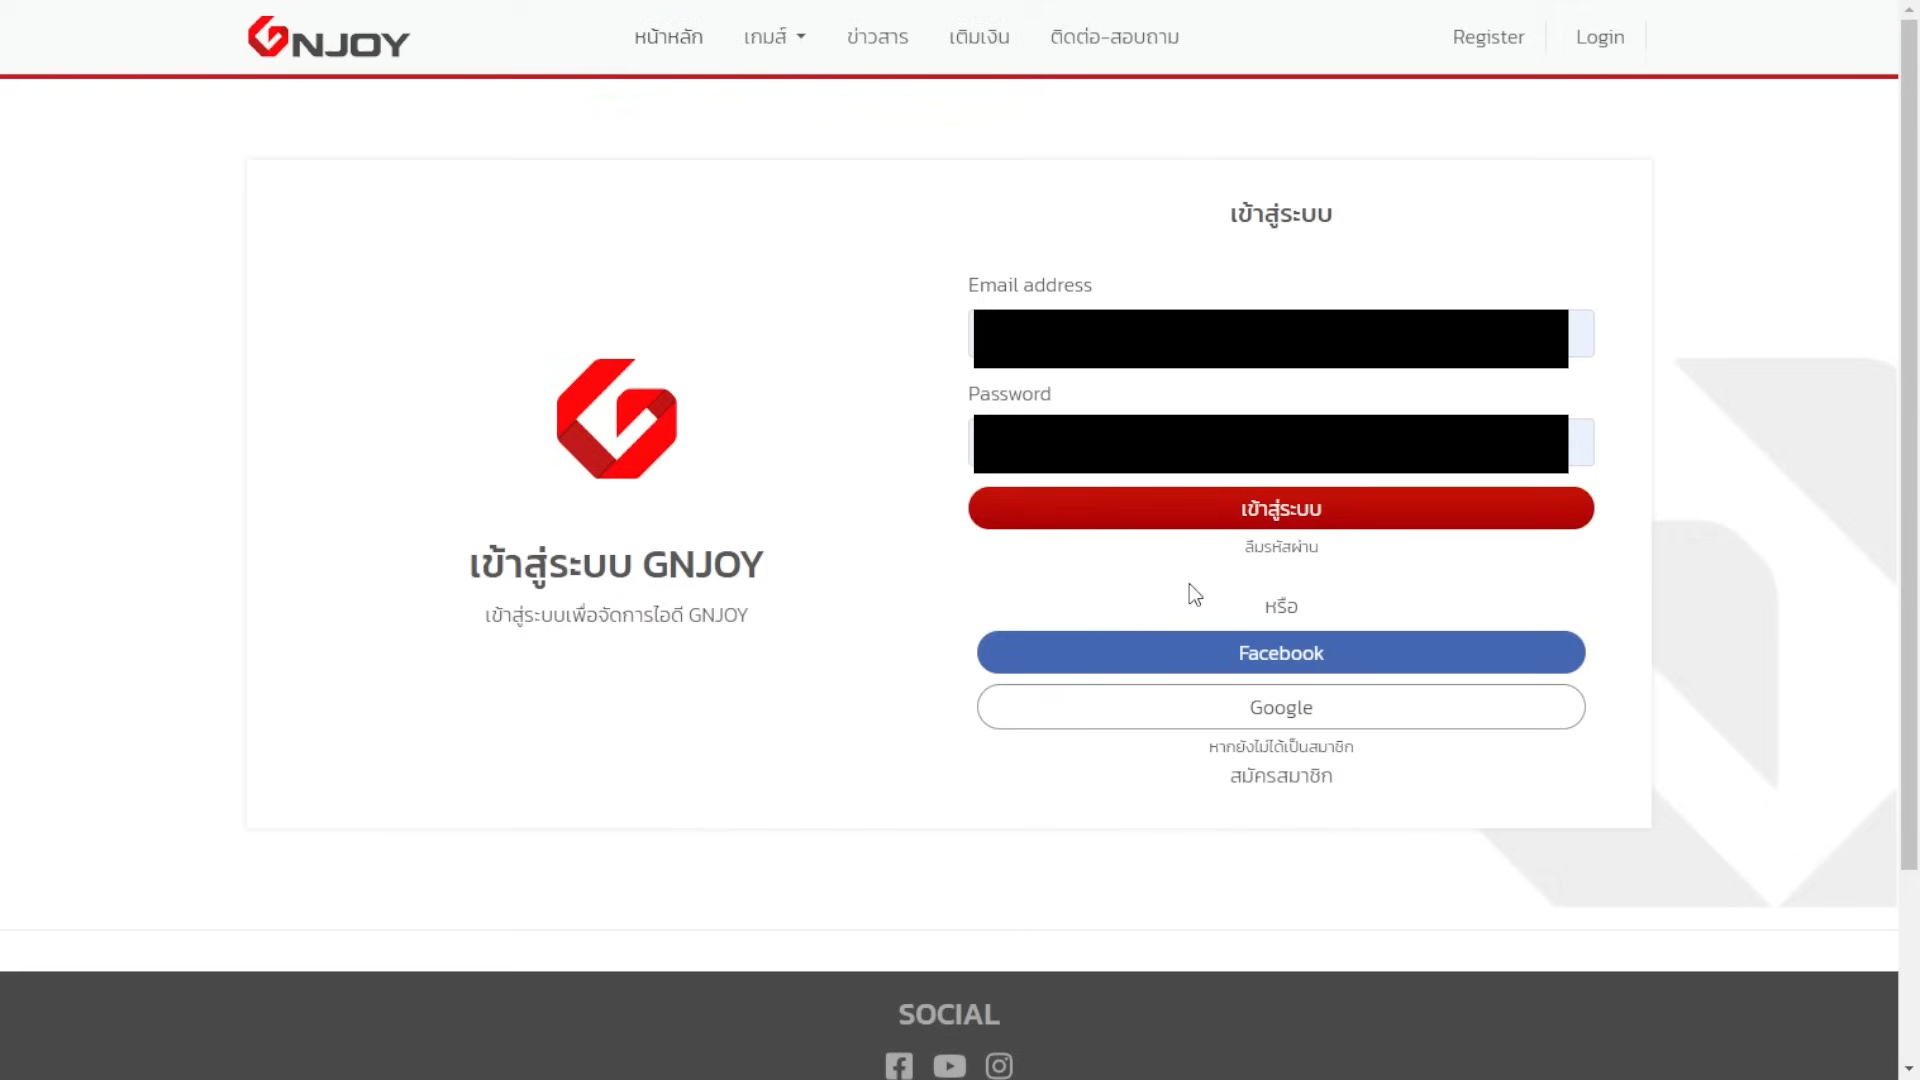 GNJOY
หน้าหลัก
เกมส์
ข่าวสาร
เติมเงิน
ติดต่อ-สอบถาม
Register
Login
เข้าสู่ระบบ GNJOY
เข้าสู่ระบบเพื่อจัดการไอดี GNJOY
เข้าสู่ระบบ
Email address
Password
เข้าสู่ระบบ
ลืมรหัสผ่าน
หรือ
Facebook
Google
หากยังไม่ได้เป็นสมาชิก
สมัครสมาชิก
SOCIAL